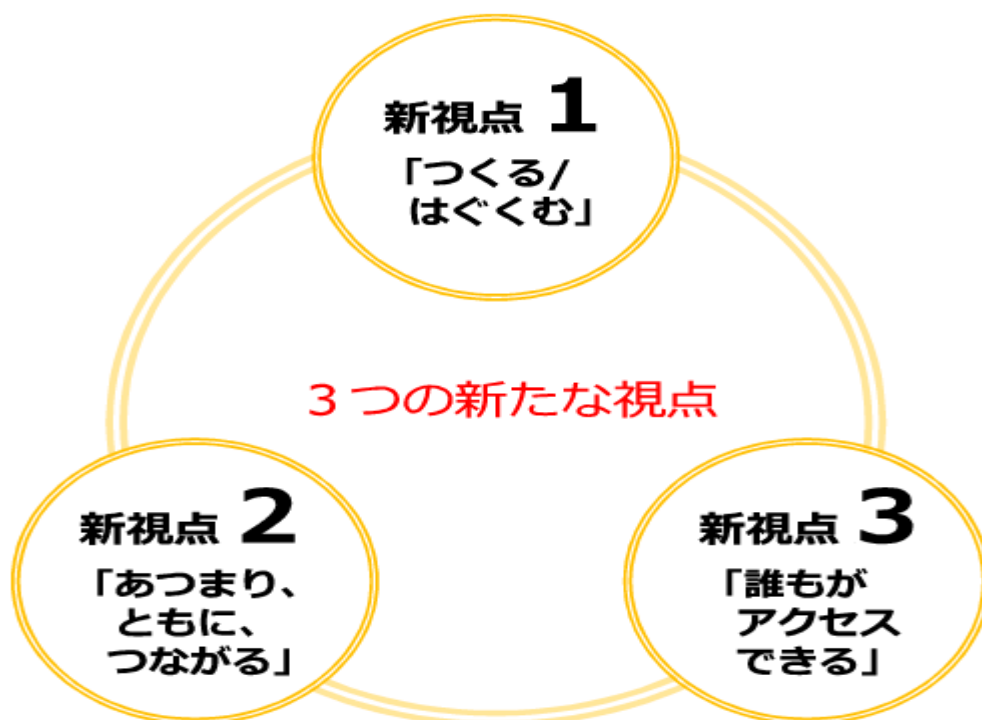 新視点 1
「つくる/
はぐくむ」
３つの新たな視点
新視点 2
「あつまり、
ともに、
つながる」
新視点 3
「誰もが
アクセス
できる」